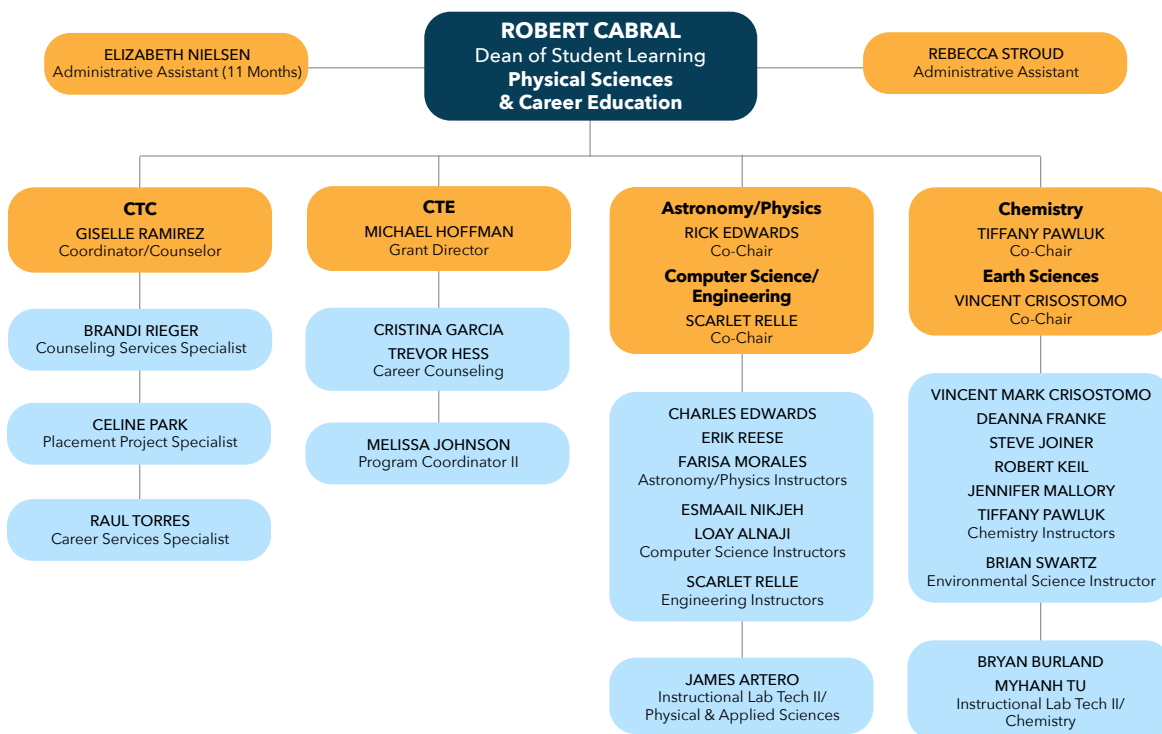 ROBERT CABRAL
Dean of Student Learning
Physical Sciences
& Career Education
ELIZABETH NIELSEN
Administrative Assistant (11 Months)
REBECCA STROUD
Administrative Assistant
CTC
GISELLE RAMIREZ
Coordinator/Counselor
BRANDI RIEGER
Counseling Services Specialist
CELINE PARK
Placement Project Specialist
RAUL TORRES
Career Services Specialist
CTE
MICHAEL HOFFMAN
Grant Director
CRISTINA GARCIA
TREVOR HESS
Career Counseling
MELISSA JOHNSON
Program Coordinator II
Astronomy/Physics
RICK EDWARDS
Co-Chair
Computer Science/
Engineering
SCARLET RELLE
Co-Chair
CHARLES EDWARDS
ERIK REESE
FARISA MORALES
Astronomy/Physics Instructors
ESMAAIL NIKJEH
LOAY ALNAJI
Computer Science Instructors
SCARLET RELLE
Engineering Instructors
JAMES ARTERO
Instructional Lab Tech II/
Physical & Applied Sciences
Chemistry
TIFFANY PAWLUK
Co-Chair
Earth Sciences
VINCENT CRISOSTOMO
Co-Chair
VINCENT MARK CRISOSTOMO
DEANNA FRANKE
STEVE JOINER
ROBERT KEIL
JENNIFER MALLORY
TIFFANY PAWLUK
Chemistry Instructors
BRIAN SWARTZ
Environmental Science Instructor
BRYAN BURLAND
MYHANH TU
Instructional Lab Tech II/
Chemistry